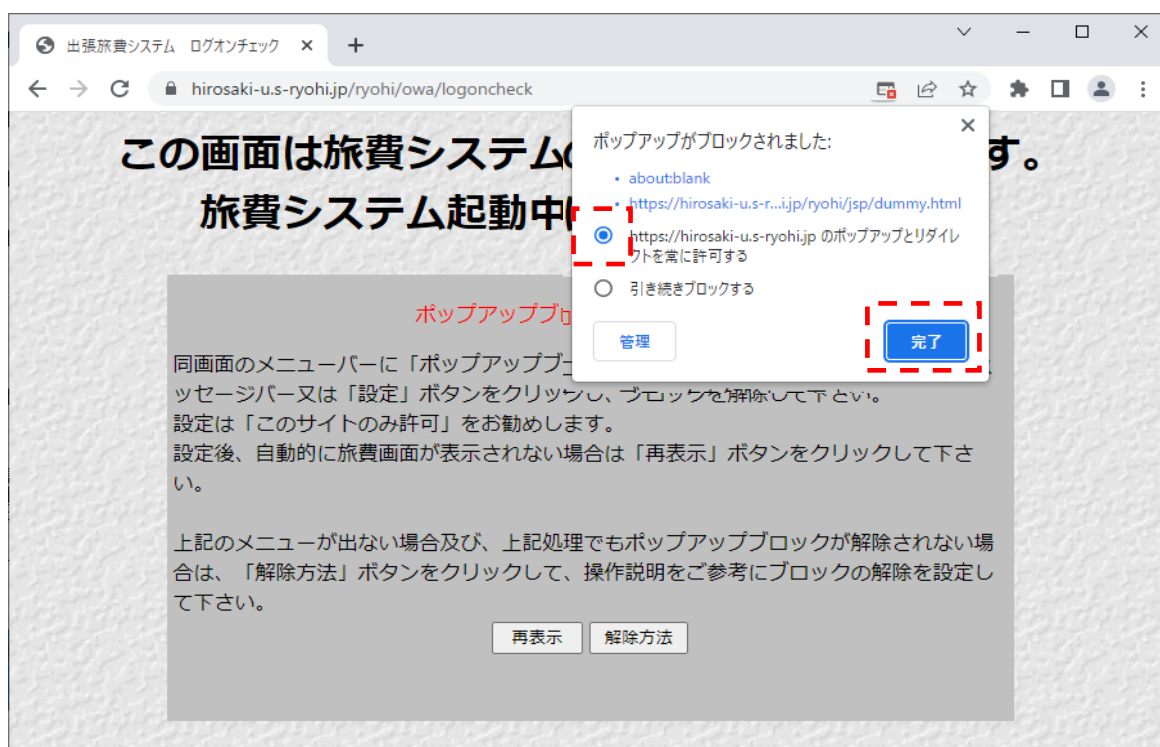 出張旅費システム ログオンチェック
hirosaki-u.s-ryohi.jp/ryohi/owa/logoncheck
この画面は旅費システム
す。
旅費システム起動中
ポップアップがブロックされました:
• about:blank
• https://hirosaki-u.s-r...i.jp/ryohi/jsp/dummy.html
https://hirosaki-u.s-ryohi.jp のポップアップとリダイレ
クトを常に許可する
引き続きブロックする
管理
完了
ポップアップブ
同画面のメニューバーに「ポップアップブ
ッセージバー又は「設定」ボタンをクリックし、ブロックを解除して下さい。
設定は「このサイトのみ許可」をお勧めします。
設定後、自動的に旅費画面が表示されない場合は「再表示」ボタンをクリックして下さ
い。
上記のメニューが出ない場合及び、上記処理でもポップアップブロックが解除されない場
合は、「解除方法」ボタンをクリックして、操作説明をご参考にブロックの解除を設定し
て下さい。
再表示
解除方法